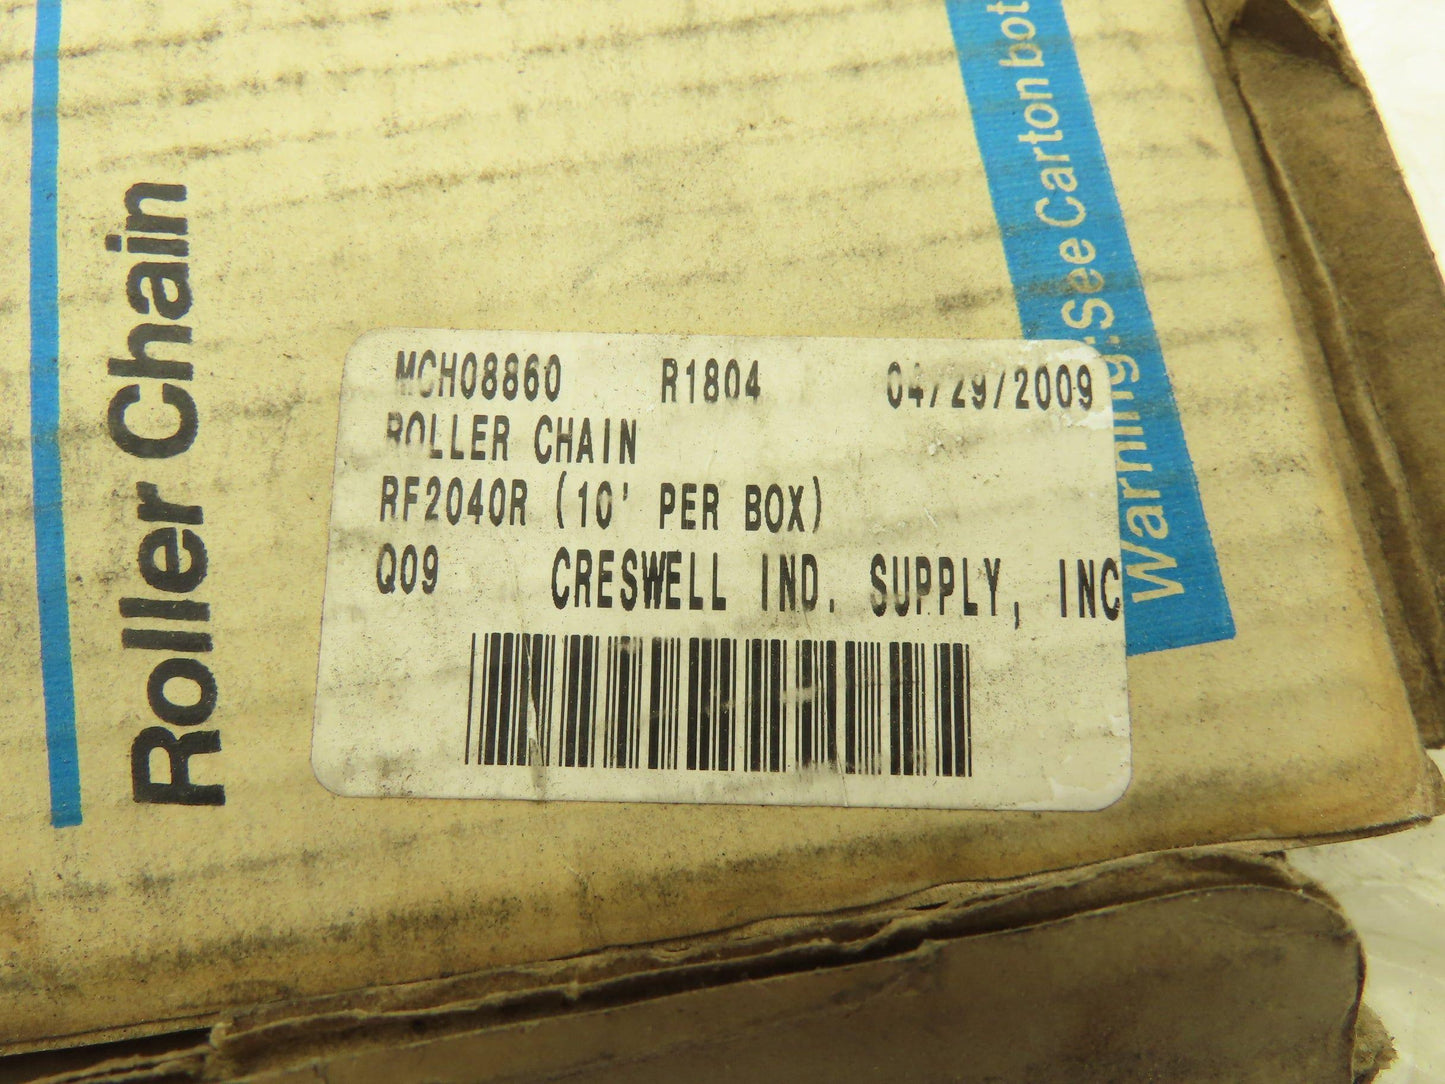 Roller Chain
Warning: See Carton bot
MCH08860 R1804 04/29/2009
ROLLER CHAIN
RF2040R (10' PER BOX)
Q09 CRESWELL IND. SUPPLY, INC